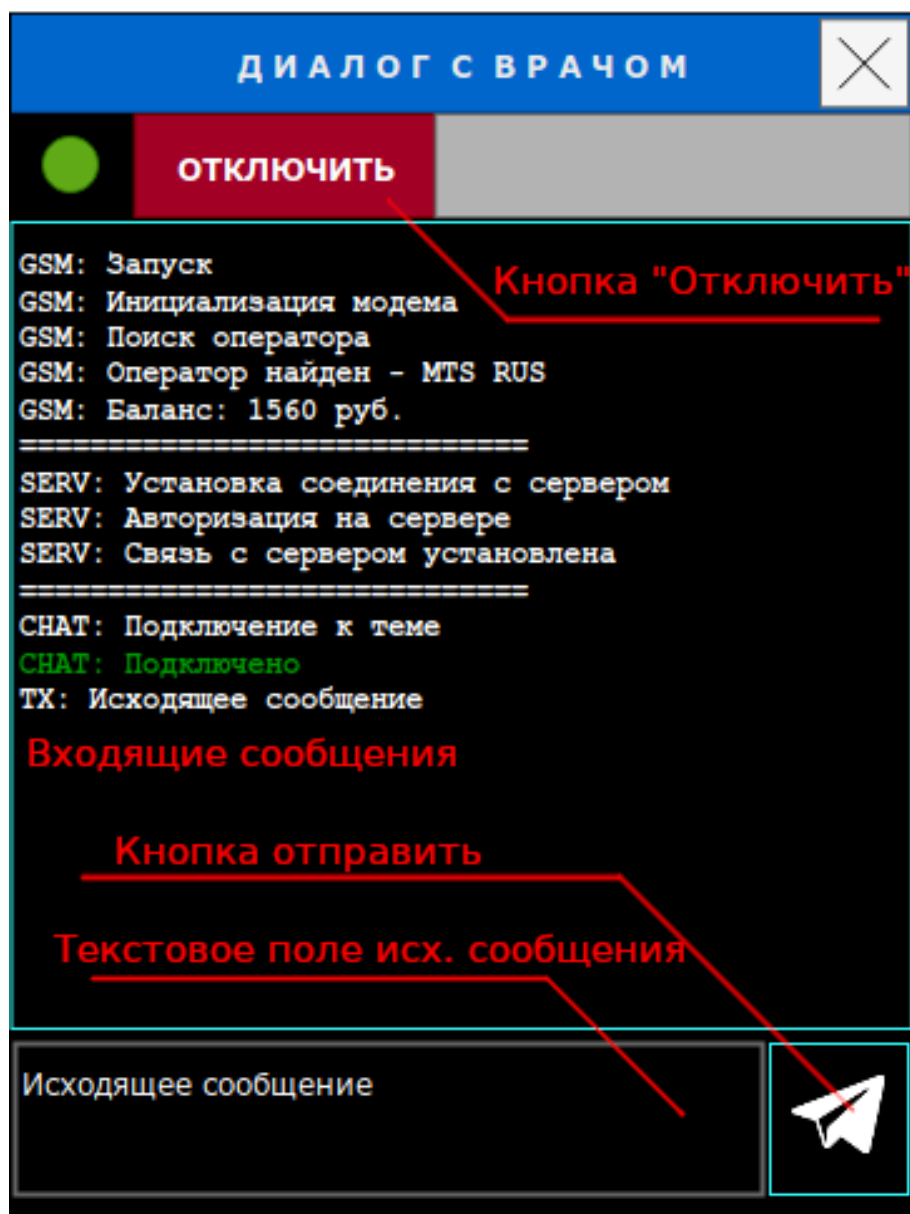 ДИАЛОГ С ВРАЧОМ
ОТКЛЮЧИТЬ
GSM: Запуск
Кнопка "Отключить"
GSM: Инициализация модема
GSM: Поиск оператора
GSM: Оператор найден - MTS RUS
GSM: Баланс: 1560 руб.
=============================
SERV: Установка соединения с сервером
SERV: Авторизация на сервере
SERV: Связь с сервером установлена
=============================
CHAT: Подключение к теме
CHAT: Подключено
TX: Исходящее сообщение
Входящие сообщения
Кнопка отправить
Текстовое поле исх. сообщения
Исходящее сообщение